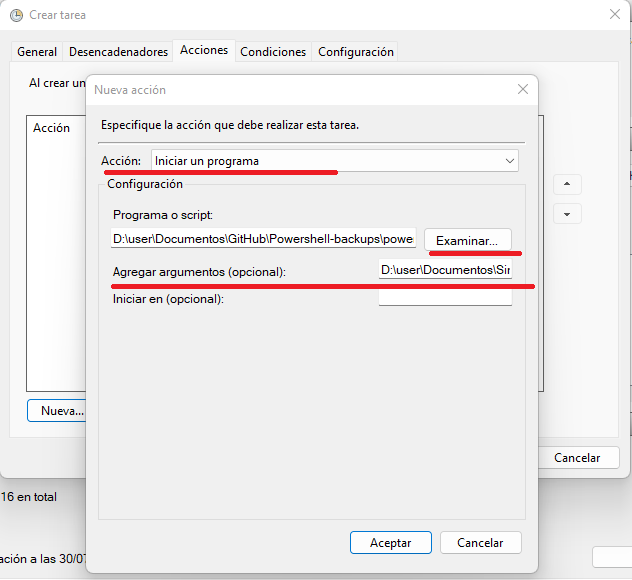 Crear tarea
General Desencadenadores Acciones Condiciones Configuración
Al crear un
Nueva acción
Especifique la acción que debe realizar esta tarea.
Acción
Acción: Iniciar un programa
Configuración
Programa o script:
D:\user\Documentos\GitHub\Powershell-backups\powe Examinar...
Agregar argumentos (opcional): D:\user\Documentos\Sir
Iniciar en (opcional):
Nueva...
Cancelar
16 en total
Aceptar Cancelar
ación a las 30/07